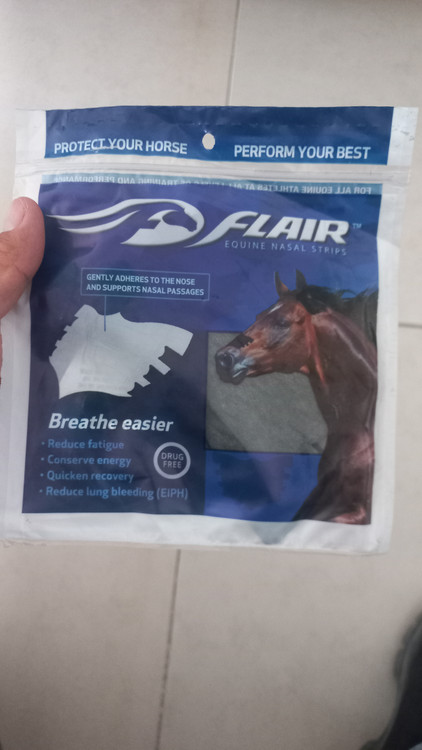 PROTECT YOUR HORSE
PERFORM YOUR BEST
FOR ALL EQUINE ATHLETES AT ALL LEVELS OF TRAINING AND PERFORMANCE
FLAIR™
EQUINE NASAL STRIPS
GENTLY ADHERES TO THE NOSE
AND SUPPORTS NASAL PASSAGES
Breathe easier
• Reduce fatigue
• Conserve energy
• Quicken recovery
• Reduce lung bleeding (EIPH)
DRUG
FREE